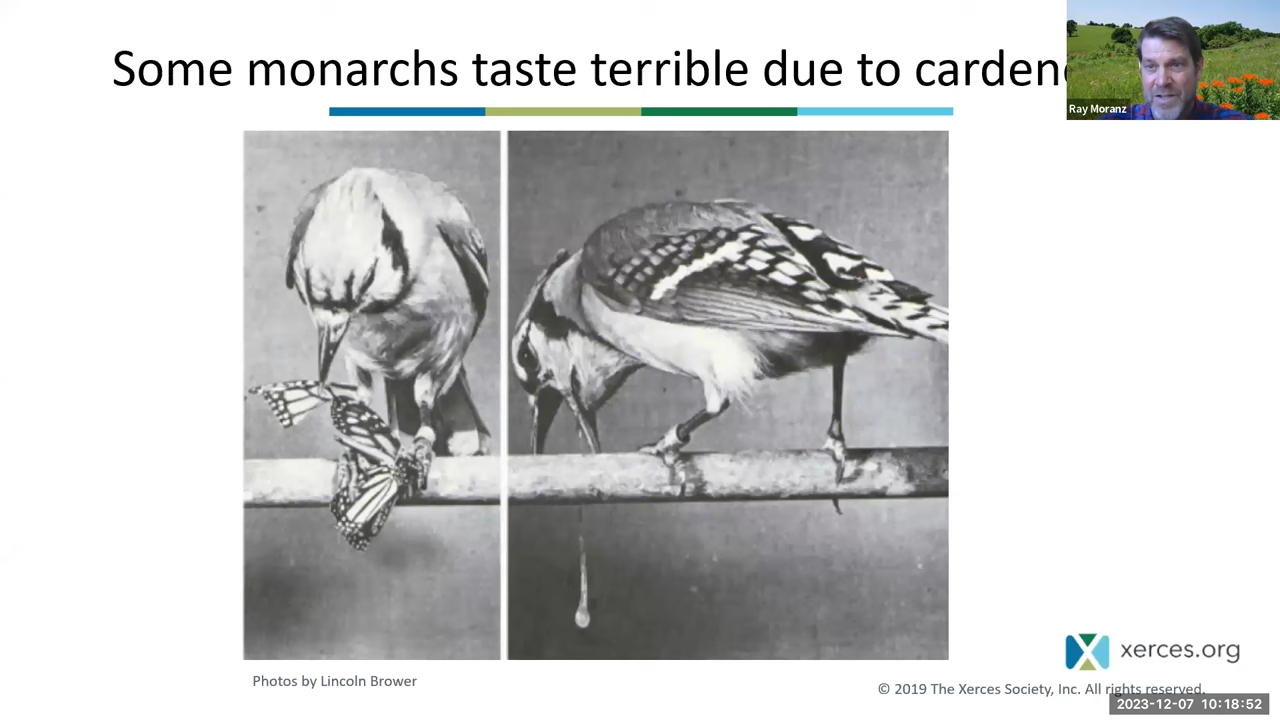 Some monarchs taste terrible due to
Ray Moranz
xerces.org
Photos by Lincoln Brower
© 2019 The Xerces Society, Inc. All rights reserved.
2023-12-07 10:18:52